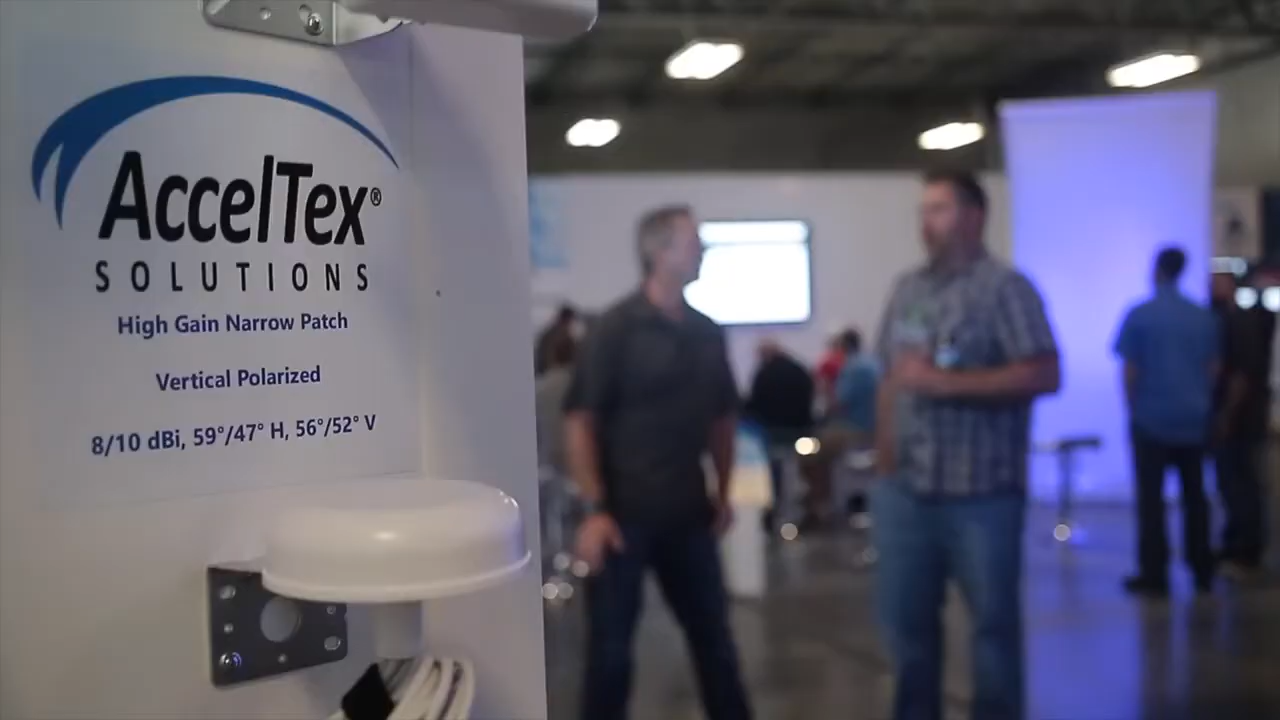 AccelTex®
SOLUTIONS
High Gain Narrow Patch
Vertical Polarized
8/10 dBi, 59°/47° H, 56°/52° V